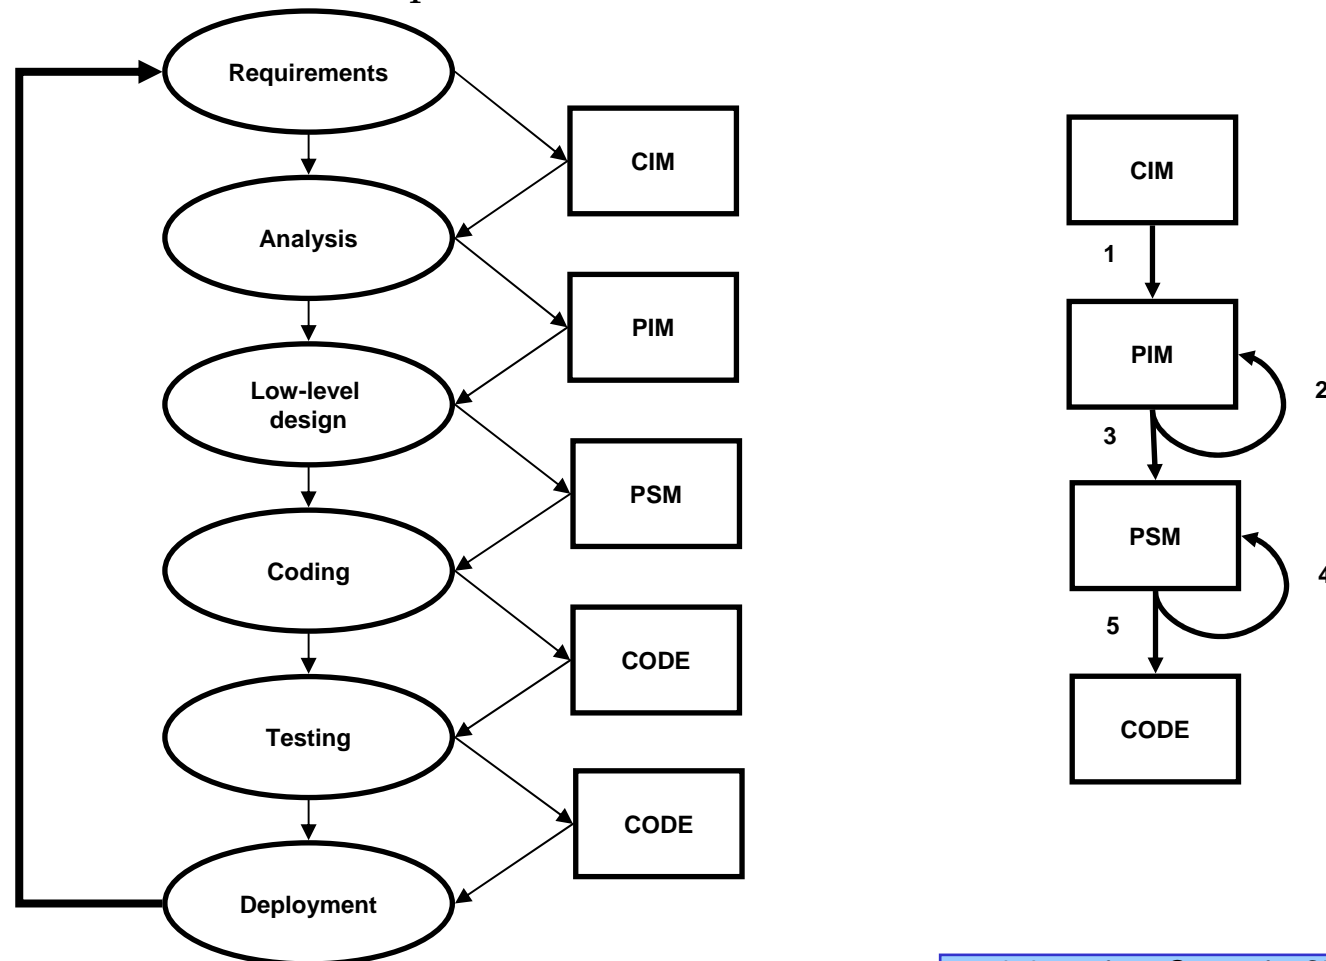 Requirements
CIM
Analysis
PIM
Low-level
design
PSM
Coding
CODE
Testing
CODE
Deployment
CIM
1
PIM
2
3
PSM
4
5
CODE